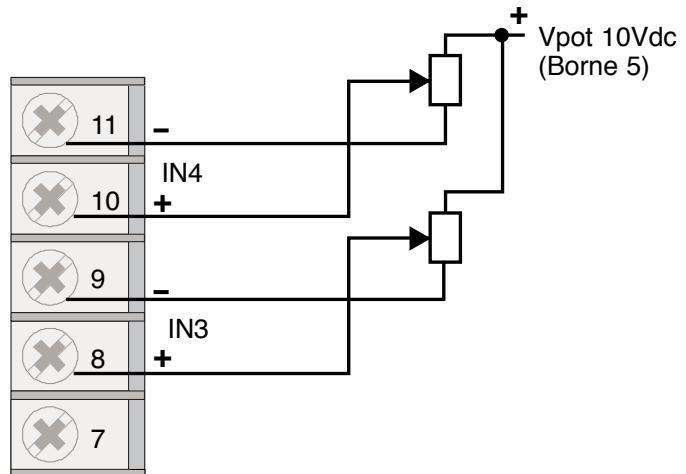 +
Vpot 10Vdc
(Borne 5)
11 –
IN4
10 +
9 –
IN3
8 +
7